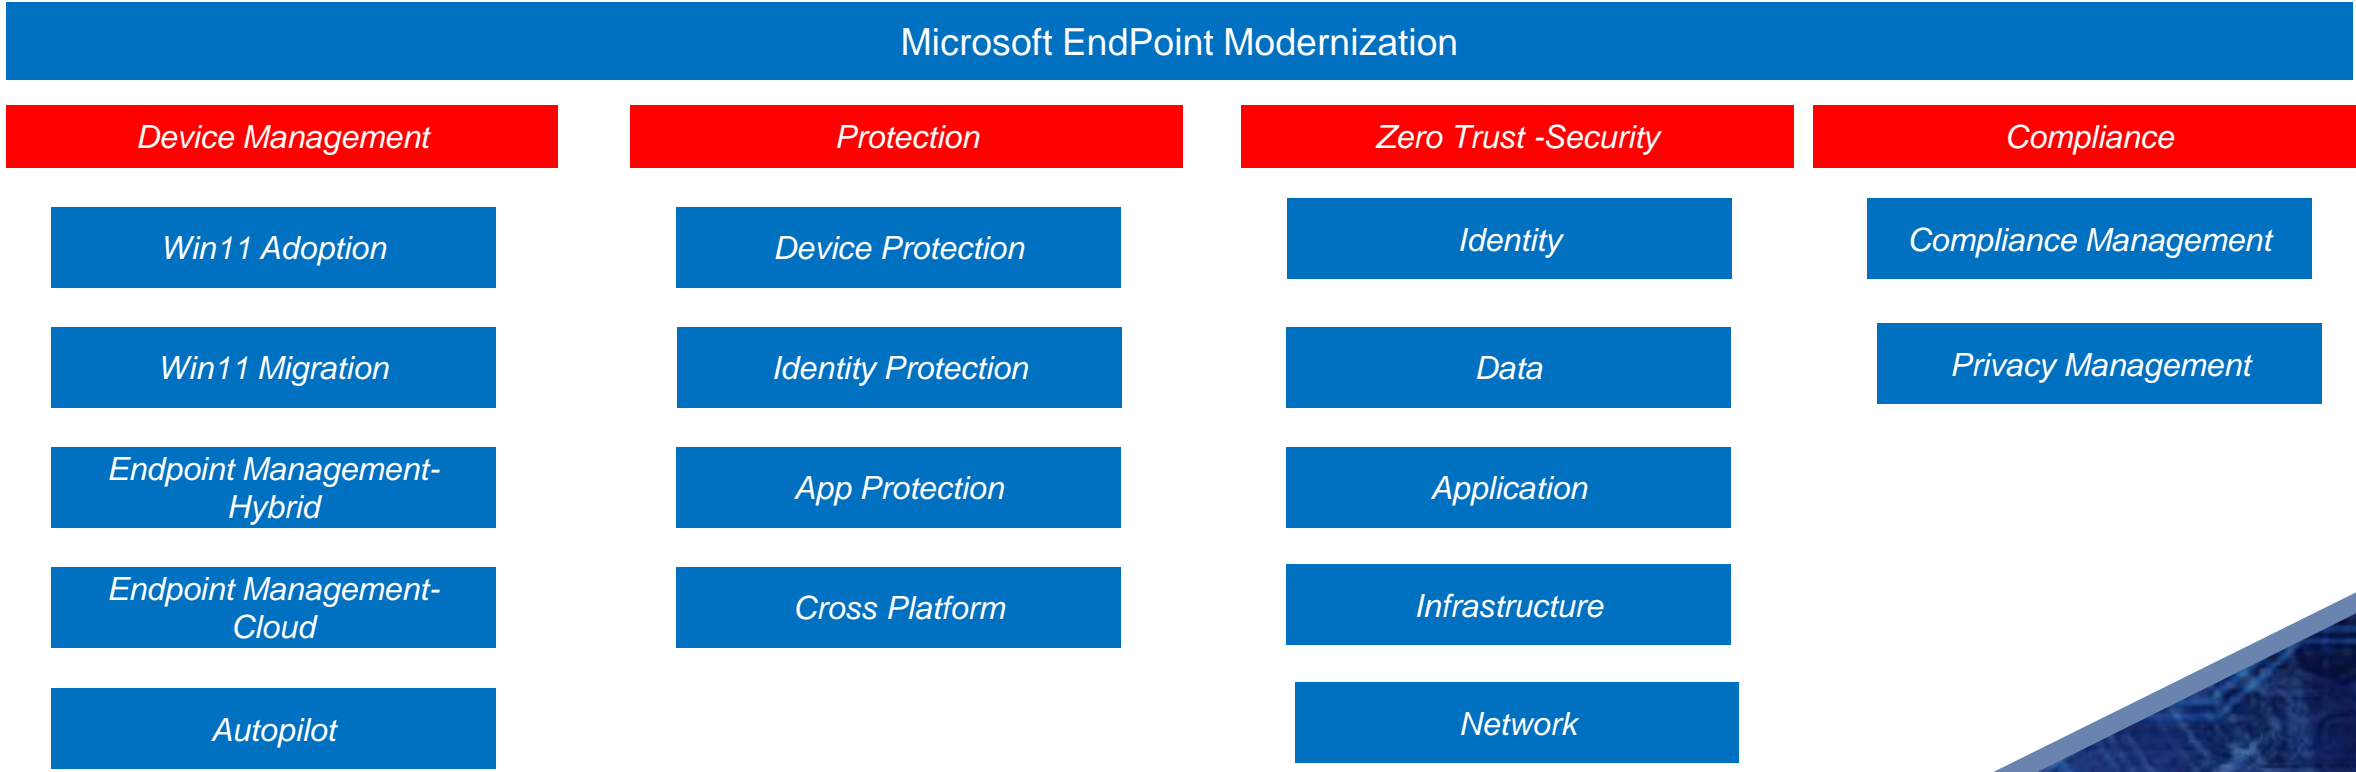 Microsoft EndPoint Modernization
Device Management
Win11 Adoption
Win11 Migration
Endpoint Management-
Hybrid
Endpoint Management-
Cloud
Autopilot
Protection
Device Protection
Identity Protection
App Protection
Cross Platform
Zero Trust -Security
Identity
Data
Application
Infrastructure
Network
Compliance
Compliance Management
Privacy Management